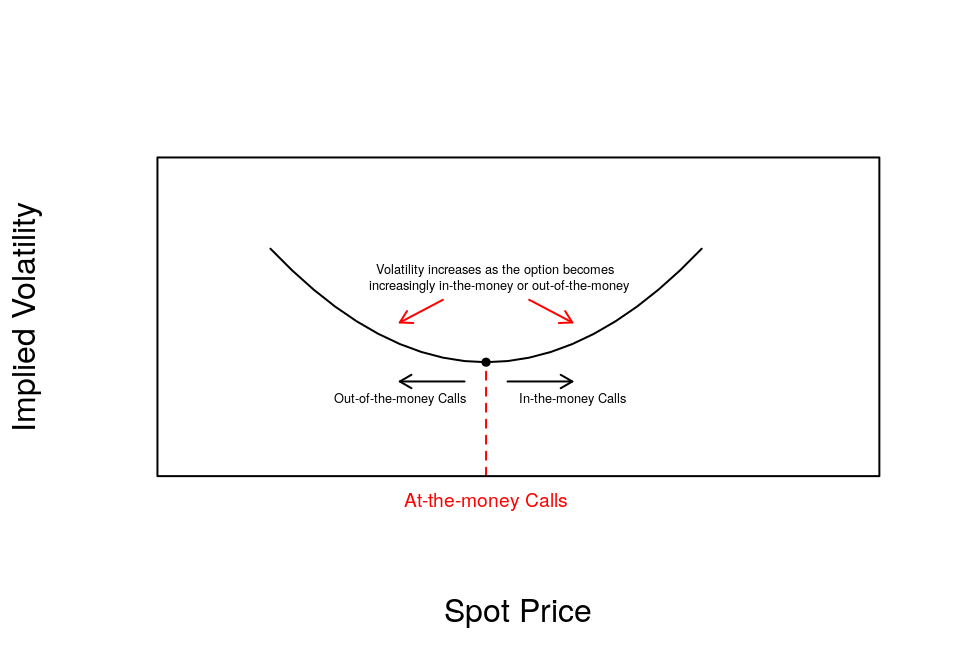 Implied Volatility
Volatility increases as the option becomes
increasingly in-the-money or out-of-the-money
Out-of-the-money Calls
In-the-money Calls
At-the-money Calls
Spot Price